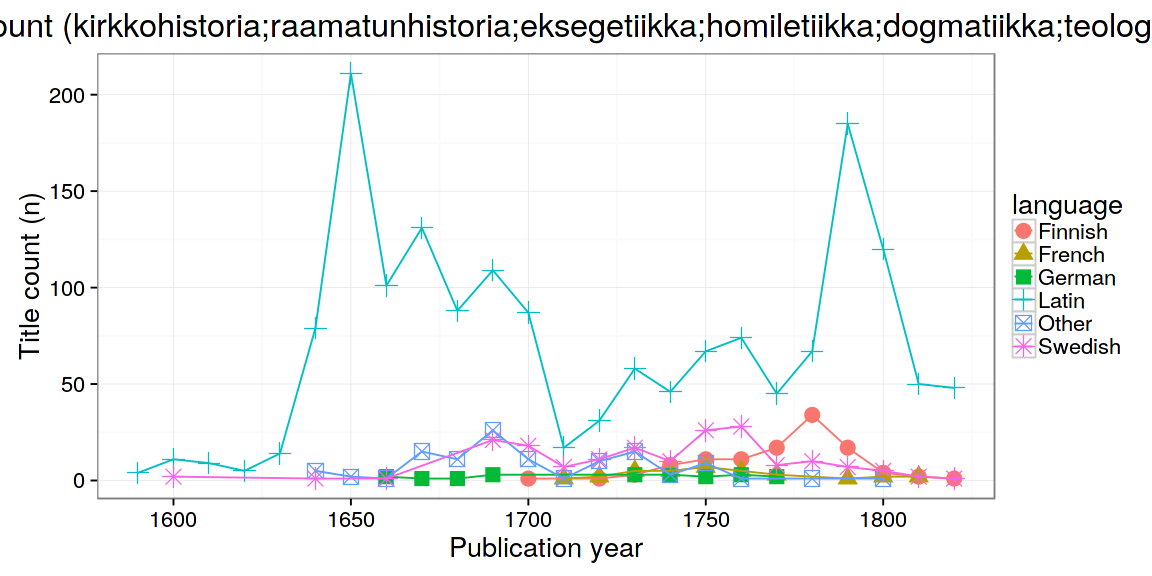 ount (kirkkohistoria;raamatunhistoria;eksegetiikka;homiletiikka;dogmatiikka;teolog
200
150
100
50
0
Title count (n)
1600 1650 1700 1750 1800
Publication year
language
Finnish
French
German
Latin
Other
Swedish